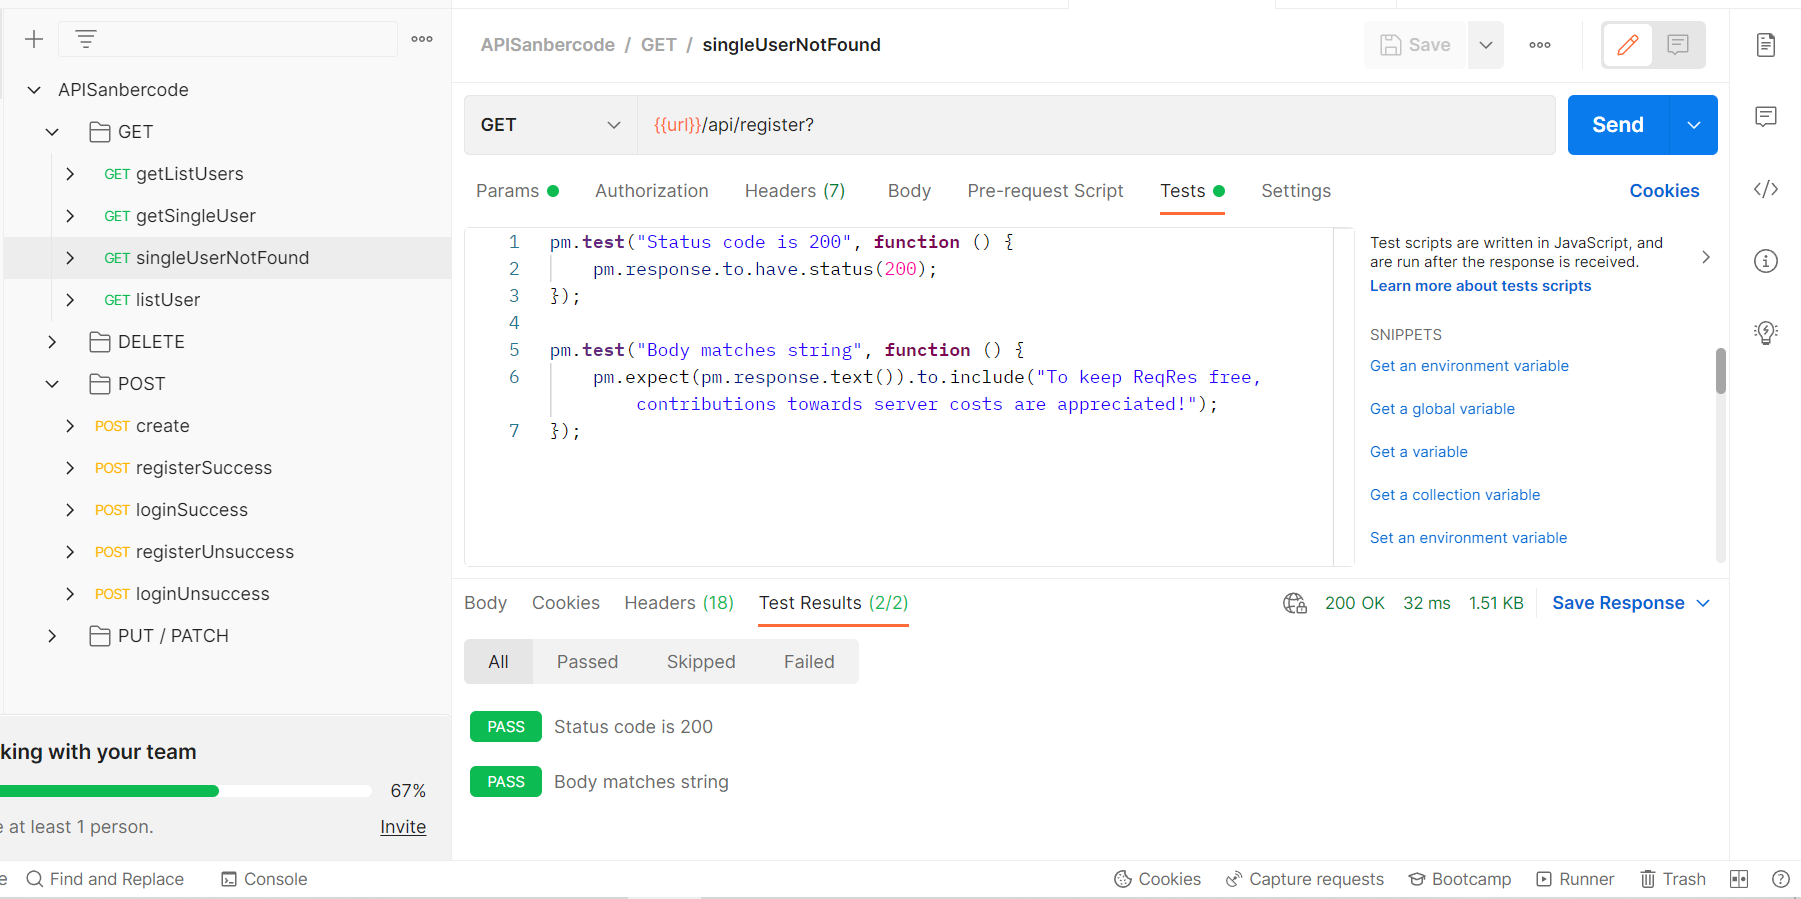 APISanbercode / GET / singleUserNotFound
Save
APISanbercode
GET
GET getListUsers
GET getSingleUser
GET singleUserNotFound
GET listUser
DELETE
POST
POST create
POST registerSuccess
POST loginSuccess
POST registerUnsuccess
POST loginUnsuccess
PUT / PATCH
king with your team
67%
e at least 1 person.
Invite
GET
{{url}}/api/register?
Send
Params
Authorization
Headers (7)
Body
Pre-request Script
Tests
Settings
Cookies
1 pm.test("Status code is 200", function () {
2 pm.response.to.have.status(200);
3 });
4
5 pm.test("Body matches string", function () {
6 pm.expect(pm.response.text()).to.include("To keep ReqRes free,
contributions towards server costs are appreciated!");
7 });
Test scripts are written in JavaScript, and
are run after the response is received.
Learn more about tests scripts
SNIPPETS
Get an environment variable
Get a global variable
Get a variable
Get a collection variable
Set an environment variable
Body
Cookies
Headers (18)
Test Results (2/2)
200 OK
32 ms
1.51 KB
Save Response
All
Passed
Skipped
Failed
PASS Status code is 200
PASS Body matches string
e
Find and Replace
Console
Cookies
Capture requests
Bootcamp
Runner
Trash